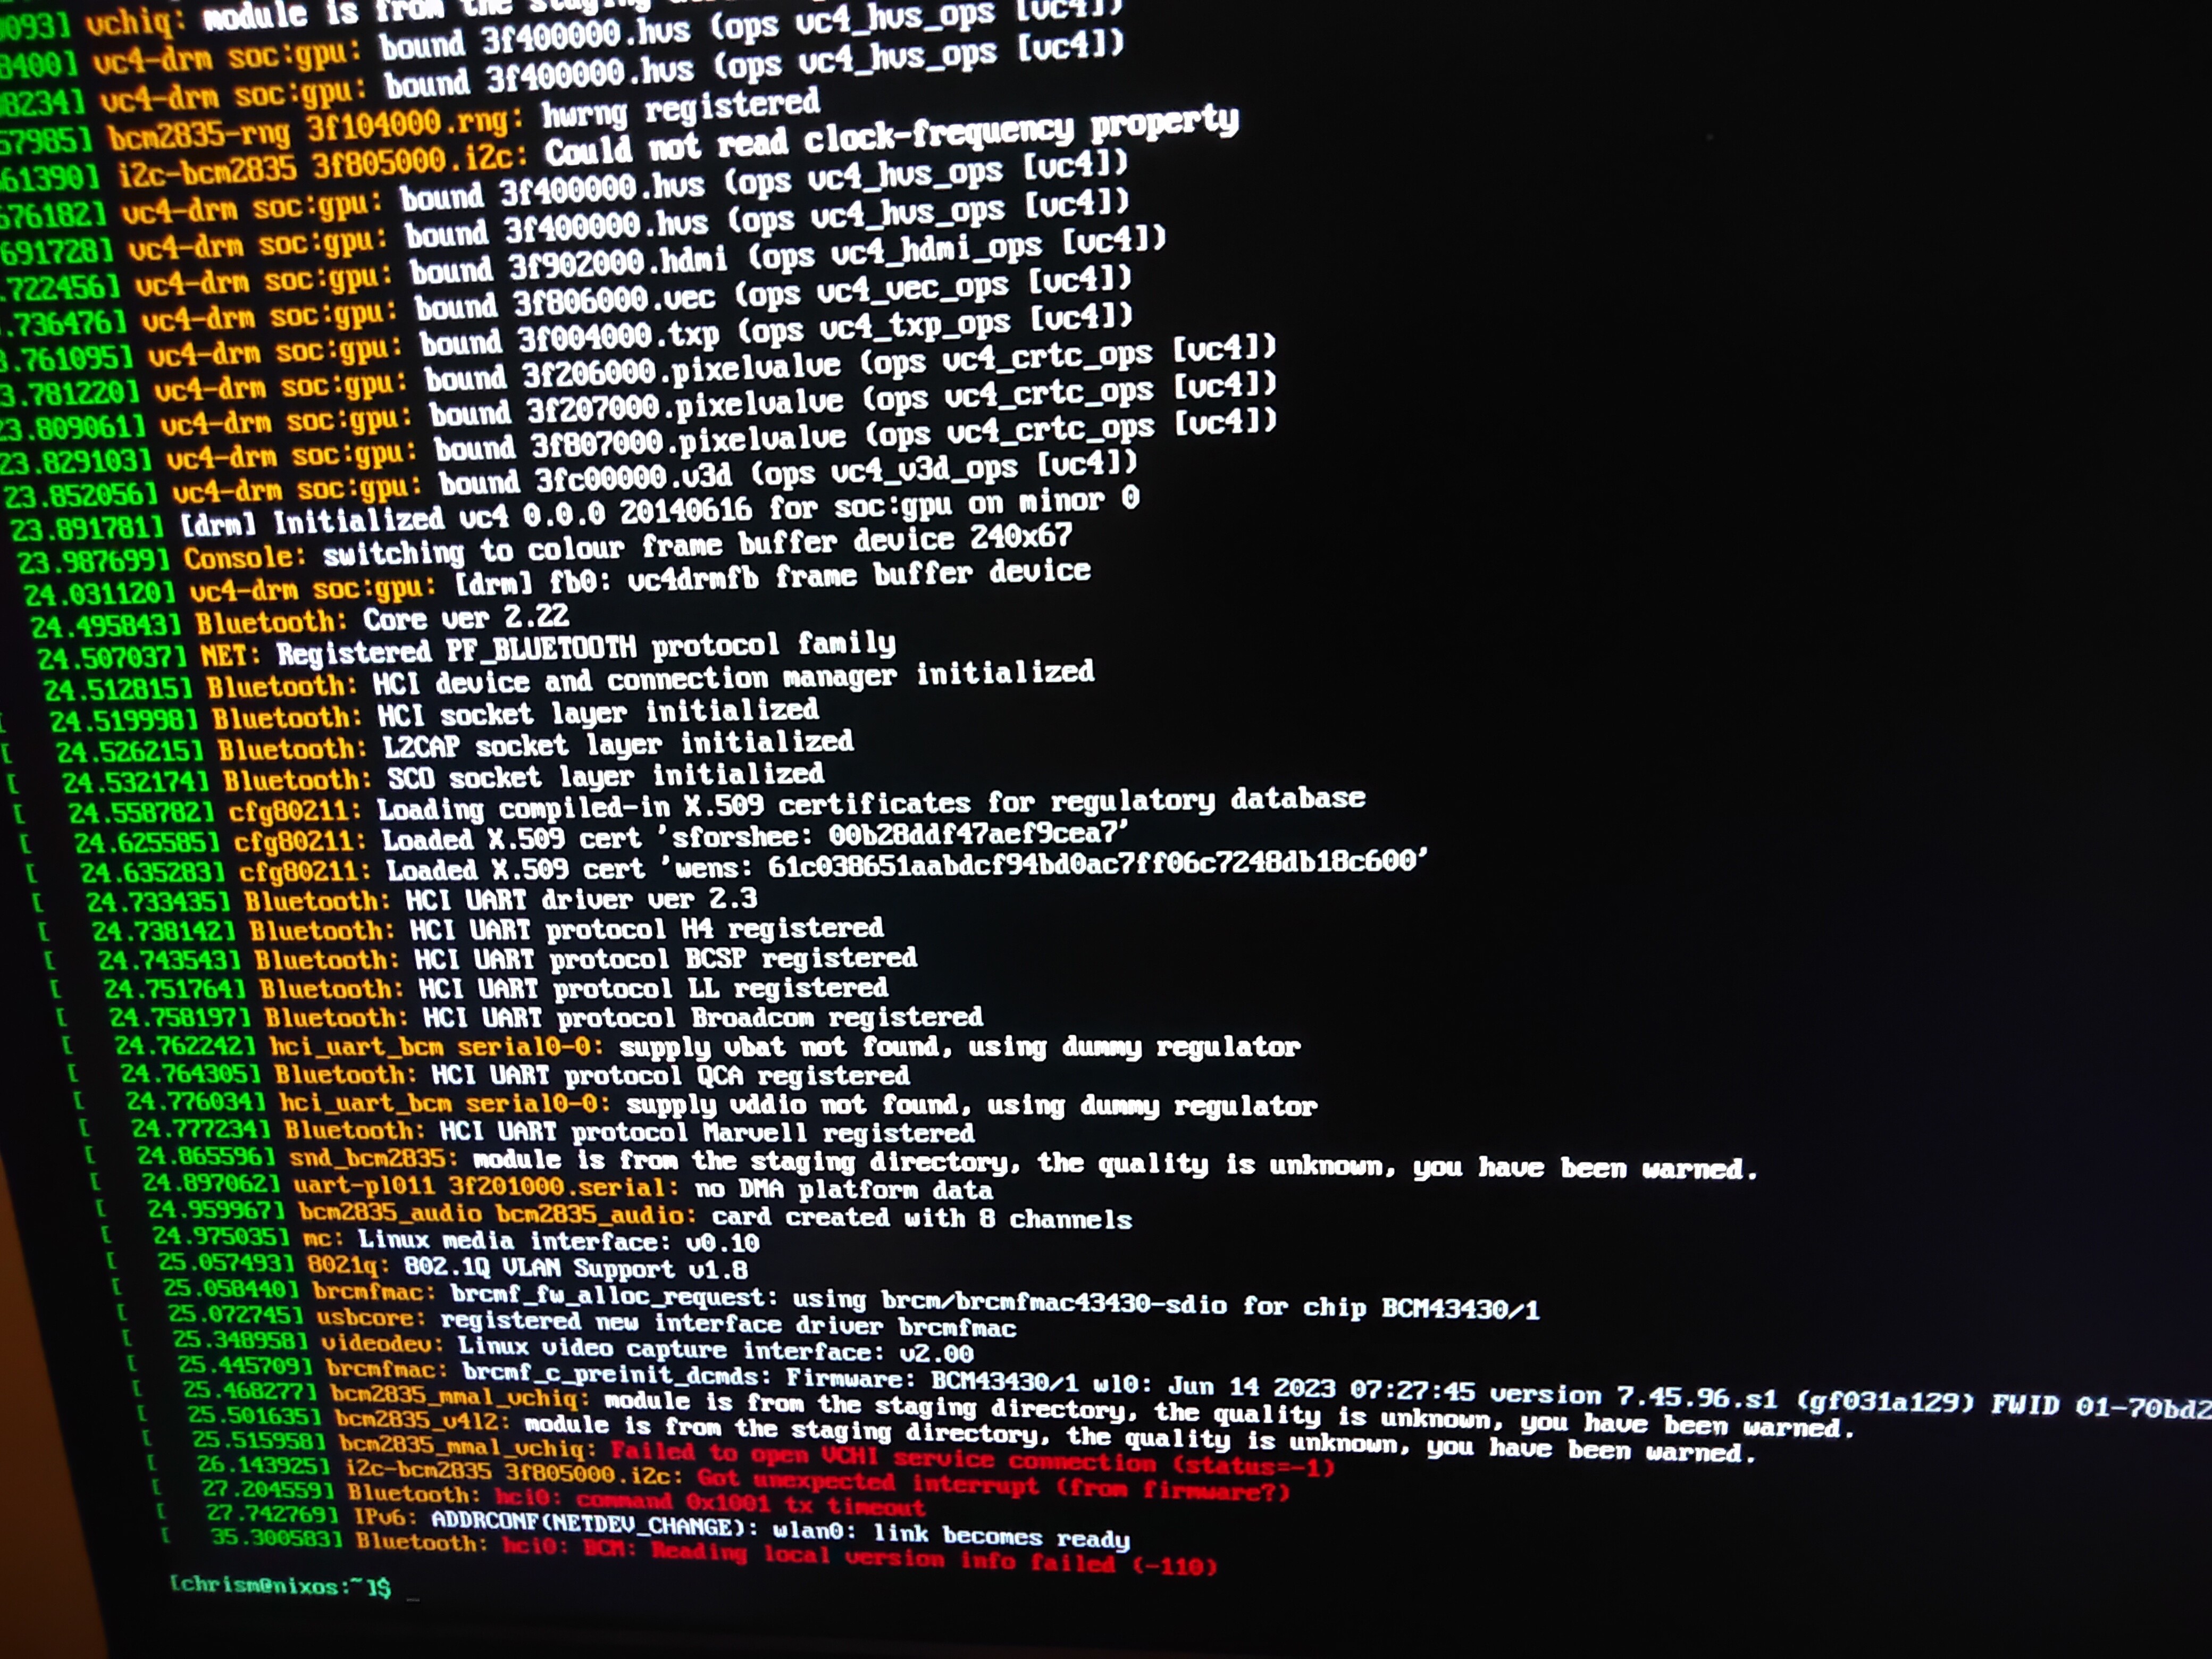 093] vchiq: module is from the staging
8400] vc4-drm soc:gpu: bound 3f400000.hvs (ops vc4_hvs_ops [vc4])
8234] vc4-drm soc:gpu: bound 3f400000.hvs (ops vc4_hvs_ops [vc4])
57985] bcm2835-rng 3f104000.rng: hwrng registered
61390] i2c-bcm2835 3f805000.i2c: Could not read clock-frequency property
676182] vc4-drm soc:gpu: bound 3f400000.hvs (ops vc4_hvs_ops [vc4])
691728] vc4-drm soc:gpu: bound 3f400000.hvs (ops vc4_hvs_ops [vc4])
.722456] vc4-drm soc:gpu: bound 3f902000.hdmi (ops vc4_hdmi_ops [vc4])
.736476] vc4-drm soc:gpu: bound 3f806000.vec (ops vc4_vec_ops [vc4])
3.761095] vc4-drm soc:gpu: bound 3f004000.txp (ops vc4_txp_ops [vc4])
3.781220] vc4-drm soc:gpu: bound 3f206000.pixelvalve (ops vc4_crtc_ops [vc4])
23.809061] vc4-drm soc:gpu: bound 3f207000.pixelvalve (ops vc4_crtc_ops [vc4])
23.829103] vc4-drm soc:gpu: bound 3f807000.pixelvalve (ops vc4_crtc_ops [vc4])
23.852056] vc4-drm soc:gpu: bound 3fc00000.v3d (ops vc4_v3d_ops [vc4])
23.891781] [drm] Initialized vc4 0.0.0 20140616 for soc:gpu on minor 0
23.987699] Console: switching to colour frame buffer device 240x67
24.031120] vc4-drm soc:gpu: [drm] fb0: vc4drmfb frame buffer device
24.495843] Bluetooth: Core ver 2.22
24.507037] NET: Registered PF_BLUETOOTH protocol family
24.512815] Bluetooth: HCI device and connection manager initialized
[ 24.519998] Bluetooth: HCI socket layer initialized
[ 24.526215] Bluetooth: L2CAP socket layer initialized
[ 24.532174] Bluetooth: SCO socket layer initialized
[ 24.558782] cfg80211: Loading compiled-in X.509 certificates for regulatory database
[ 24.625585] cfg80211: Loaded X.509 cert 'sforshee: 00b28ddf47aef9cea7'
[ 24.635283] cfg80211: Loaded X.509 cert 'wens: 61c038651aabdcf94bd0ac7ff06c7248db18c600'
[ 24.733435] Bluetooth: HCI UART driver ver 2.3
[ 24.738142] Bluetooth: HCI UART protocol H4 registered
[ 24.743543] Bluetooth: HCI UART protocol BCSP registered
[ 24.751764] Bluetooth: HCI UART protocol LL registered
[ 24.758197] Bluetooth: HCI UART protocol Broadcom registered
[ 24.762242] hci_uart_bcm serial0-0: supply vbat not found, using dummy regulator
[ 24.764305] Bluetooth: HCI UART protocol QCA registered
[ 24.776034] hci_uart_bcm serial0-0: supply vddio not found, using dummy regulator
[ 24.777234] Bluetooth: HCI UART protocol Marvell registered
[ 24.865596] snd_bcm2835: module is from the staging directory, the quality is unknown, you have been warned.
[ 24.897062] uart-pl011 3f201000.serial: no DMA platform data
[ 24.959967] bcm2835_audio bcm2835_audio: card created with 8 channels
[ 24.975035] mc: Linux media interface: v0.10
[ 25.057493] 8021q: 802.1Q VLAN Support v1.8
[ 25.058440] brcmfmac: brcmf_fw_alloc_request: using brcm/brcmfmac43430-sdio for chip BCM43430/1
[ 25.072745] usbcore: registered new interface driver brcmfmac
[ 25.348958] videodev: Linux video capture interface: v2.00
[ 25.445709] brcmfmac: brcmf_c_preinit_dcmds: Firmware: BCM43430/1 wl0: Jun 14 2023 07:27:45 version 7.45.96.s1 (gf031a129) FWID 01-70bd2
[ 25.468277] bcm2835_mmal_vchiq: module is from the staging directory, the quality is unknown, you have been warned.
[ 25.501635] bcm2835_v4l2: module is from the staging directory, the quality is unknown, you have been warned.
[ 25.515958] bcm2835_mmal_vchiq: Failed to open VCHI service connection (status=-1)
[ 26.143925] i2c-bcm2835 3f805000.i2c: Got unexpected interrupt (from firmware?)
[ 27.204559] Bluetooth: hci0: command 0x1001 tx timeout
[ 27.742769] IPv6: ADDRCONF(NETDEV_CHANGE): wlan0: link becomes ready
[ 35.300583] Bluetooth: hci0: BCM: Reading local version info failed (-110)
[chrism@nixos:~]$ _